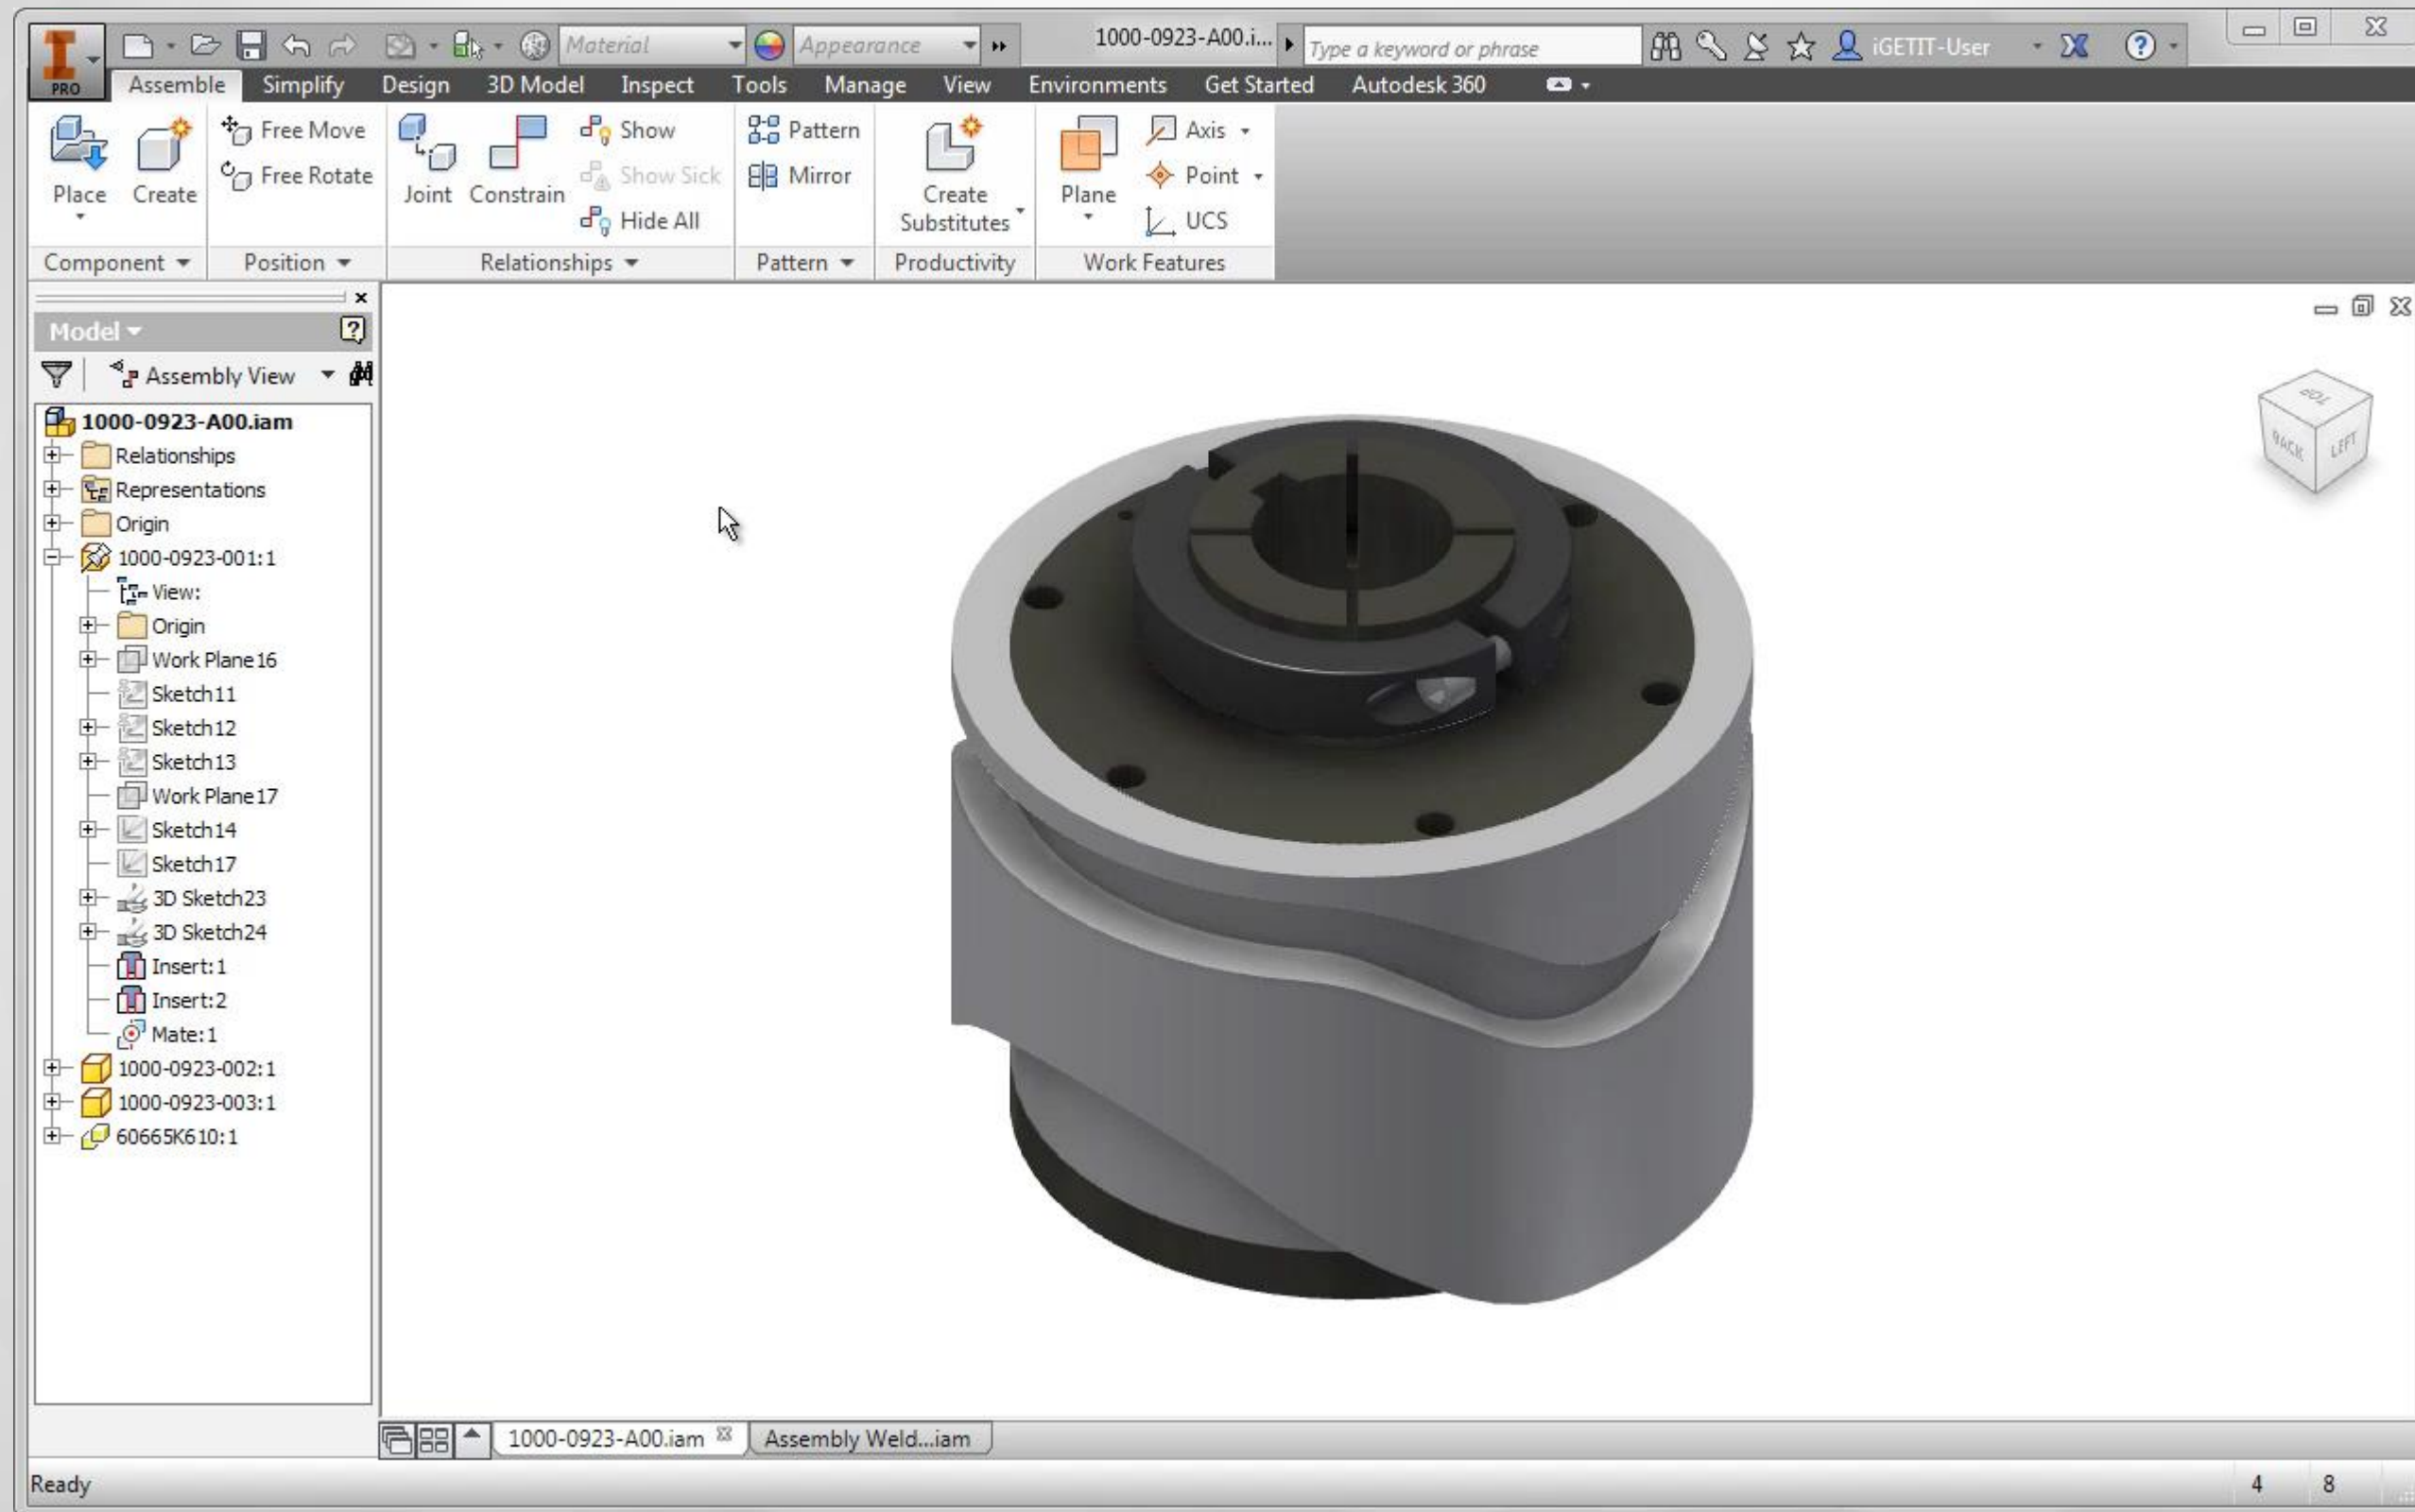 PRO
Material
Appearance
1000-0923-A00.i...
Type a keyword or phrase
iGETIT-User
Assemble Simplify Design 3D Model Inspect Tools Manage View Environments Get Started Autodesk 360
Place
Create
Free Move
Free Rotate
Joint
Constrain
Show
Show Sick
Hide All
Pattern
Mirror
Create
Substitutes
Plane
Axis
Point
UCS
Component
Position
Relationships
Pattern
Productivity
Work Features
Model
?
Assembly View
1000-0923-A00.iam
Relationships
Representations
Origin
1000-0923-001:1
View:
Origin
Work Plane16
Sketch11
Sketch12
Sketch13
Work Plane17
Sketch14
Sketch17
3D Sketch23
3D Sketch24
Insert:1
Insert:2
Mate:1
1000-0923-002:1
1000-0923-003:1
60665K610:1
TOP
BACK
LEFT
1000-0923-A00.iam
Assembly Weld...iam
Ready
4 8